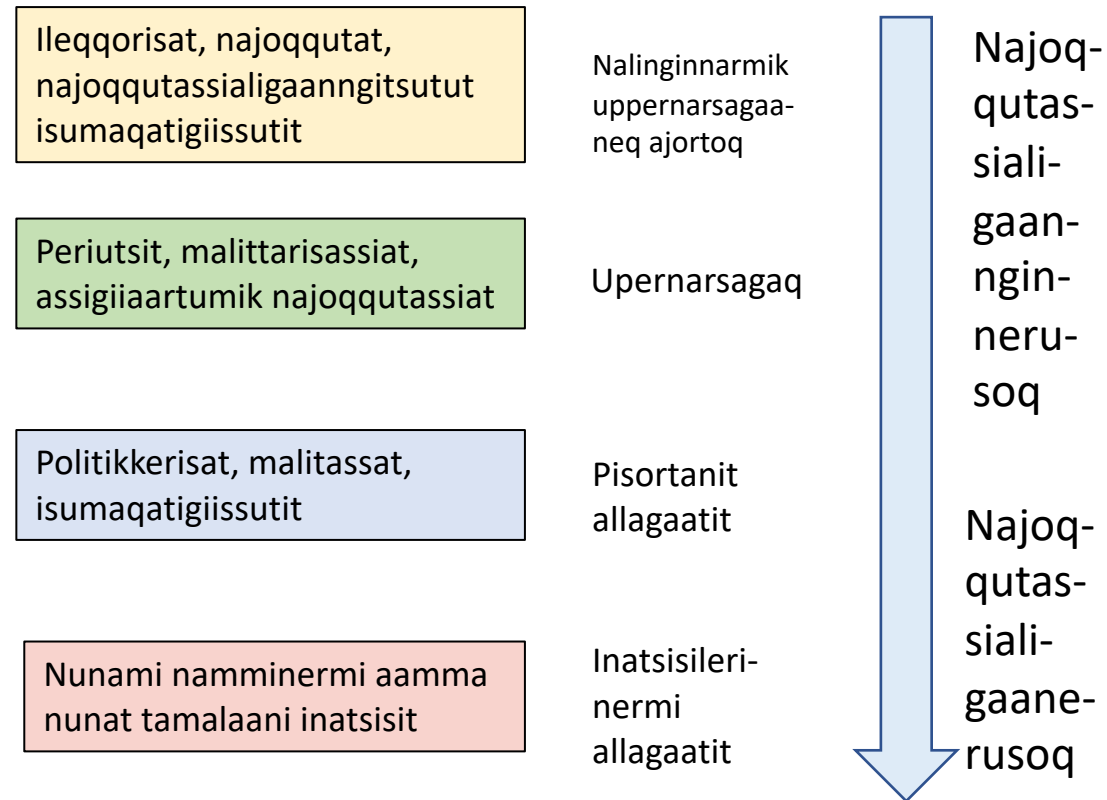 Ileqqorisat, najoqqutat,
najoqqutassialigaanngitsutut
isumaqatigiissutit
Nalinginnarmik
uppernarsagaa-
neq ajortoq
Periutsit, malittarisassiat,
assigiiaartumik najoqqutassiat
Upernarsagaq
Politikkerisat, malitassat,
isumaqatigiissutit
Pisortanit
allagaatit
Nunami namminermi aamma
nunat tamalaani inatsisit
Inatsisileri-
nermi
allagaatit
Najoq-
qutas-
siali-
gaan-
ngin-
neru-
soq
Najoq-
qutas-
siali-
gaane-
rusoq